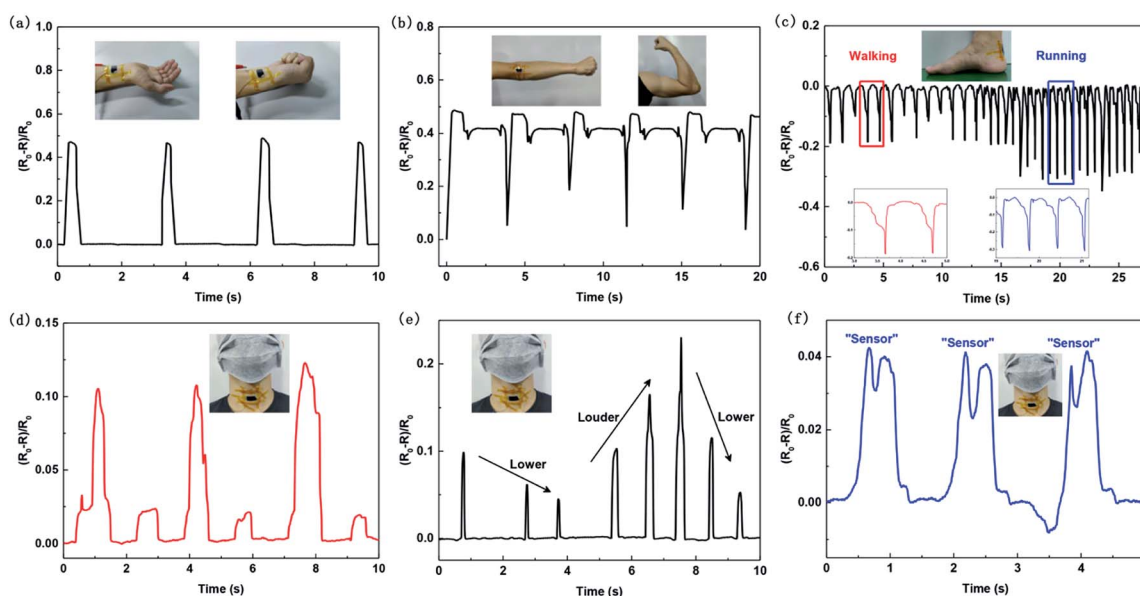 (a)
(R₀-R)/R₀
1.0
0.8
0.6
0.4
0.2
0.0
0 2 4 6 8 10
Time (s)
(b)
(R₀-R)/R₀
0.8
0.6
0.4
0.2
0.0
0 5 10 15 20
Time (s)
(c)
Walking
Running
(R₀-R)/R₀
0.2
0.0
-0.2
-0.4
-0.6
0 5 10 15 20 25
Time (s)
(d)
(R₀-R)/R₀
0.15
0.10
0.05
0.00
0 2 4 6 8 10
Time (s)
(e)
Lower
Louder
Lower
(R₀-R)/R₀
0.2
0.1
0.0
0 2 4 6 8 10
Time (s)
(f)
"Sensor" "Sensor" "Sensor"
(R₀-R)/R₀
0.04
0.02
0.00
0 1 2 3 4
Time (s)